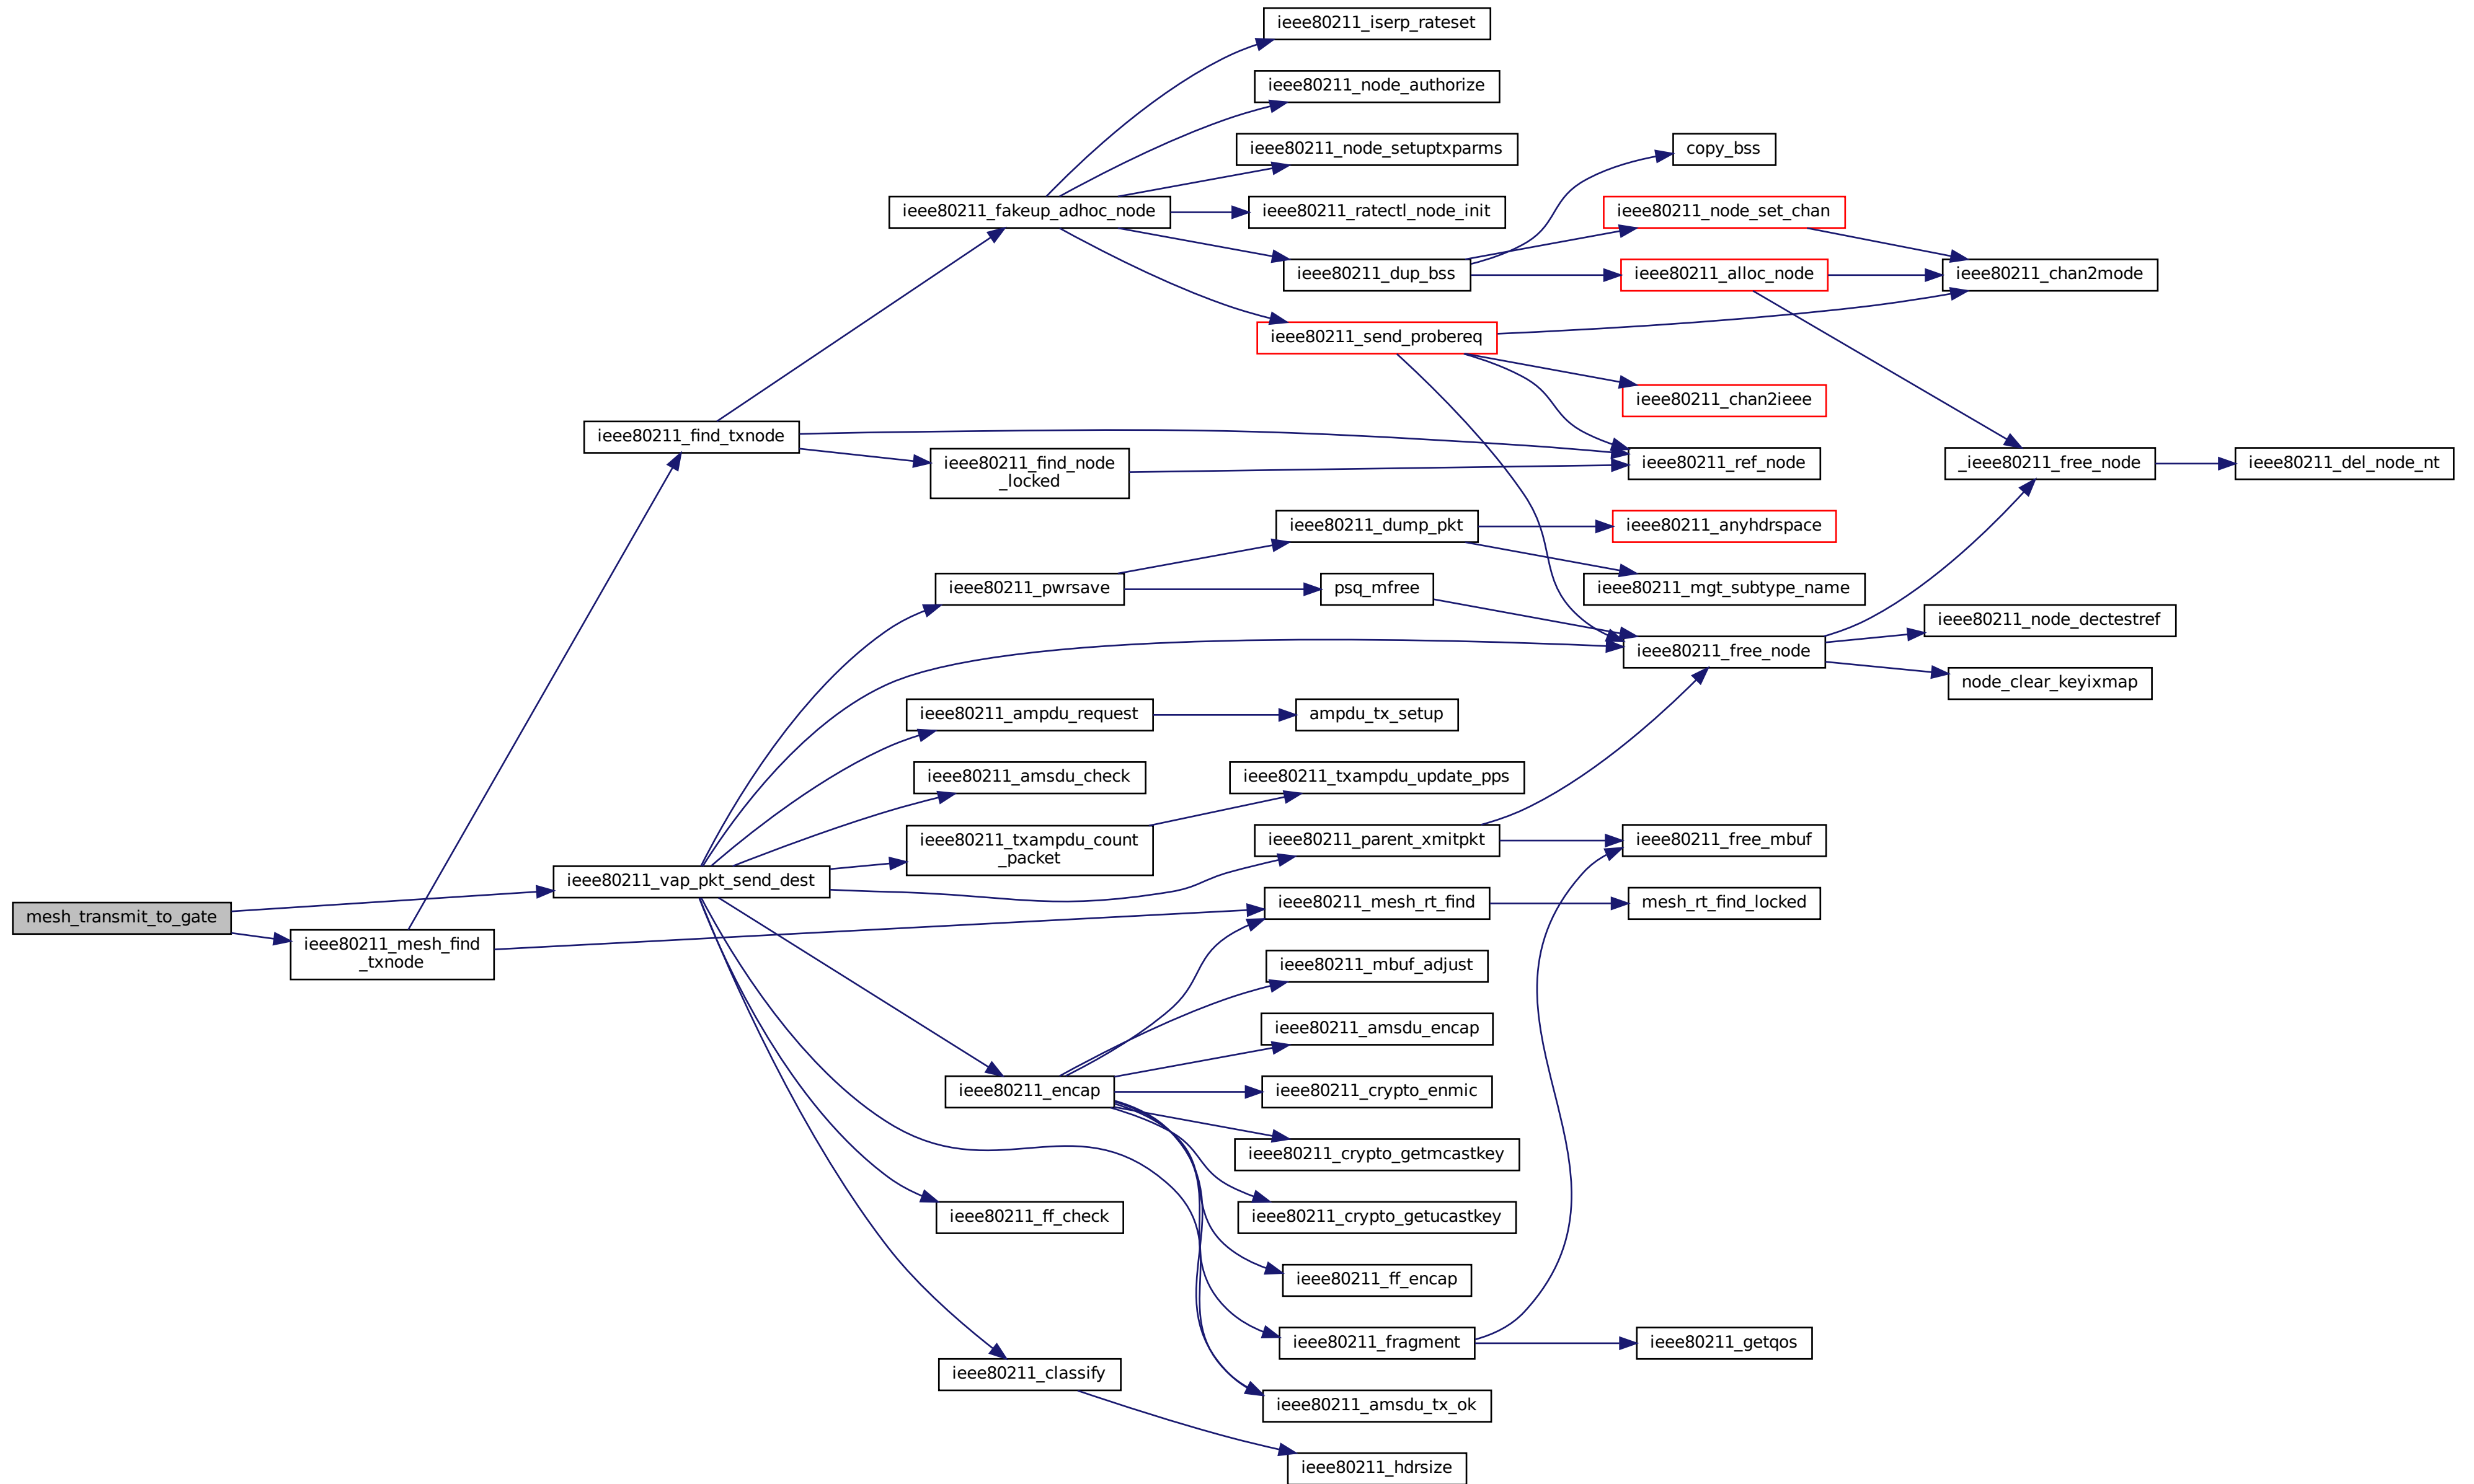 ieee80211_iserp_rateset
ieee80211_node_authorize
ieee80211_node_setuptxparms
copy_bss
ieee80211_fakeup_adhoc_node
ieee80211_ratectl_node_init
ieee80211_node_set_chan
ieee80211_dup_bss
ieee80211_alloc_node
ieee80211_chan2mode
ieee80211_send_probereq
ieee80211_chan2ieee
ieee80211_find_txnode
ieee80211_find_node
_locked
ieee80211_ref_node
_ieee80211_free_node
ieee80211_del_node_nt
ieee80211_dump_pkt
ieee80211_anyhdrspace
ieee80211_pwrsave
psq_mfree
ieee80211_mgt_subtype_name
ieee80211_node_dectestref
ieee80211_free_node
node_clear_keyixmap
ieee80211_ampdu_request
ampdu_tx_setup
ieee80211_amsdu_check
ieee80211_txampdu_update_pps
ieee80211_txampdu_count
_packet
ieee80211_parent_xmitpkt
ieee80211_free_mbuf
ieee80211_vap_pkt_send_dest
mesh_transmit_to_gate
ieee80211_mesh_rt_find
mesh_rt_find_locked
ieee80211_mesh_find
_txnode
ieee80211_mbuf_adjust
ieee80211_amsdu_encap
ieee80211_encap
ieee80211_crypto_enmic
ieee80211_crypto_getmcastkey
ieee80211_ff_check
ieee80211_crypto_getucastkey
ieee80211_ff_encap
ieee80211_fragment
ieee80211_getqos
ieee80211_classify
ieee80211_amsdu_tx_ok
ieee80211_hdrsize